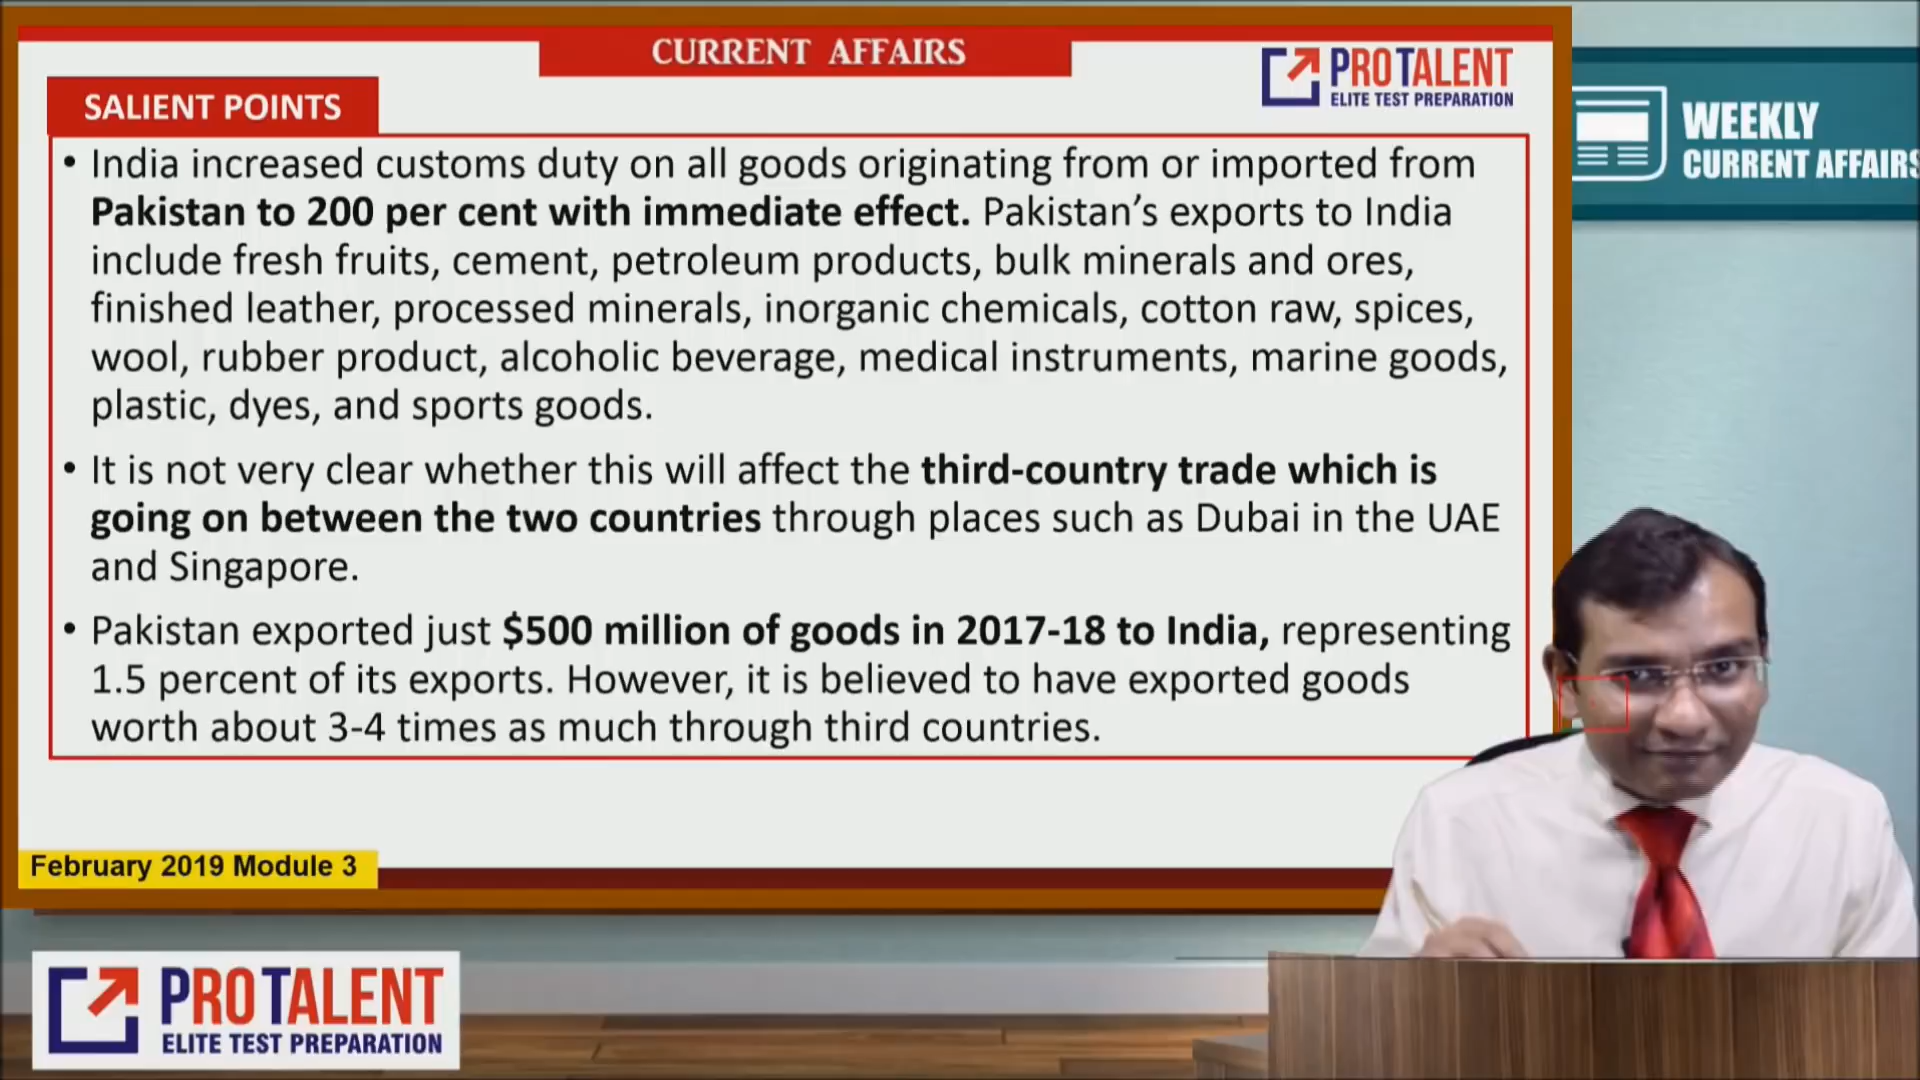 CURRENT AFFAIRS
PROTALENT
ELITE TEST PREPARATION
SALIENT POINTS
WEEKLY
CURRENT AFFAIRS
• India increased customs duty on all goods originating from or imported from
Pakistan to 200 per cent with immediate effect. Pakistan’s exports to India
include fresh fruits, cement, petroleum products, bulk minerals and ores,
finished leather, processed minerals, inorganic chemicals, cotton raw, spices,
wool, rubber product, alcoholic beverage, medical instruments, marine goods,
plastic, dyes, and sports goods.
• It is not very clear whether this will affect the third-country trade which is
going on between the two countries through places such as Dubai in the UAE
and Singapore.
• Pakistan exported just $500 million of goods in 2017-18 to India, representing
1.5 percent of its exports. However, it is believed to have exported goods
worth about 3-4 times as much through third countries.
February 2019 Module 3
PROTALENT
ELITE TEST PREPARATION